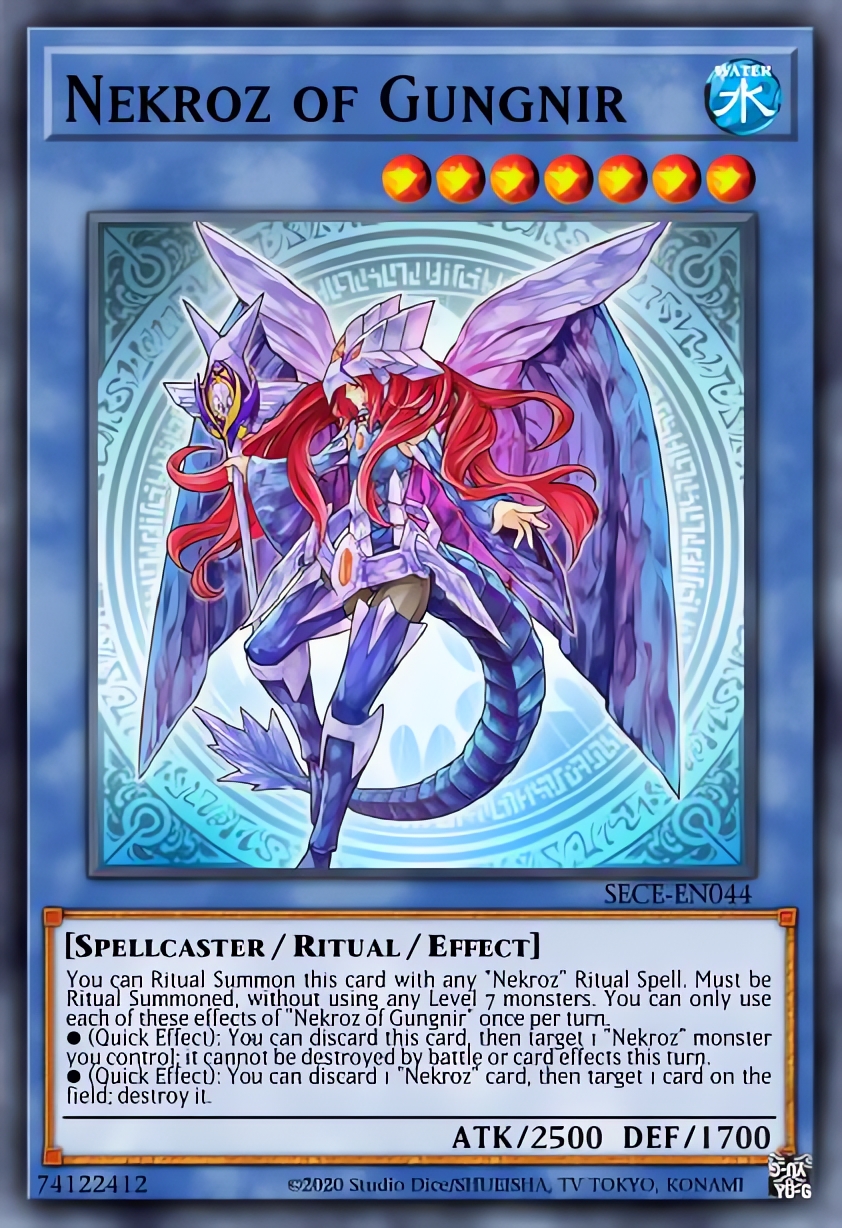 Nekroz of Gungnir
WATER
水
SECE-EN044
[Spellcaster / Ritual / Effect]
You can Ritual Summon this card with any "Nekroz" Ritual Spell. Must be
Ritual Summoned, without using any Level 7 monsters. You can only use
each of these effects of "Nekroz of Gungnir" once per turn.
● (Quick Effect): You can discard this card, then target 1 "Nekroz" monster
you control; it cannot be destroyed by battle or card effects this turn.
● (Quick Effect): You can discard 1 "Nekroz" card, then target 1 card on the
field; destroy it.
ATK/2500 DEF/1700
74122412
©2020 Studio Dice/SHUEISHA, TV TOKYO, KONAMI